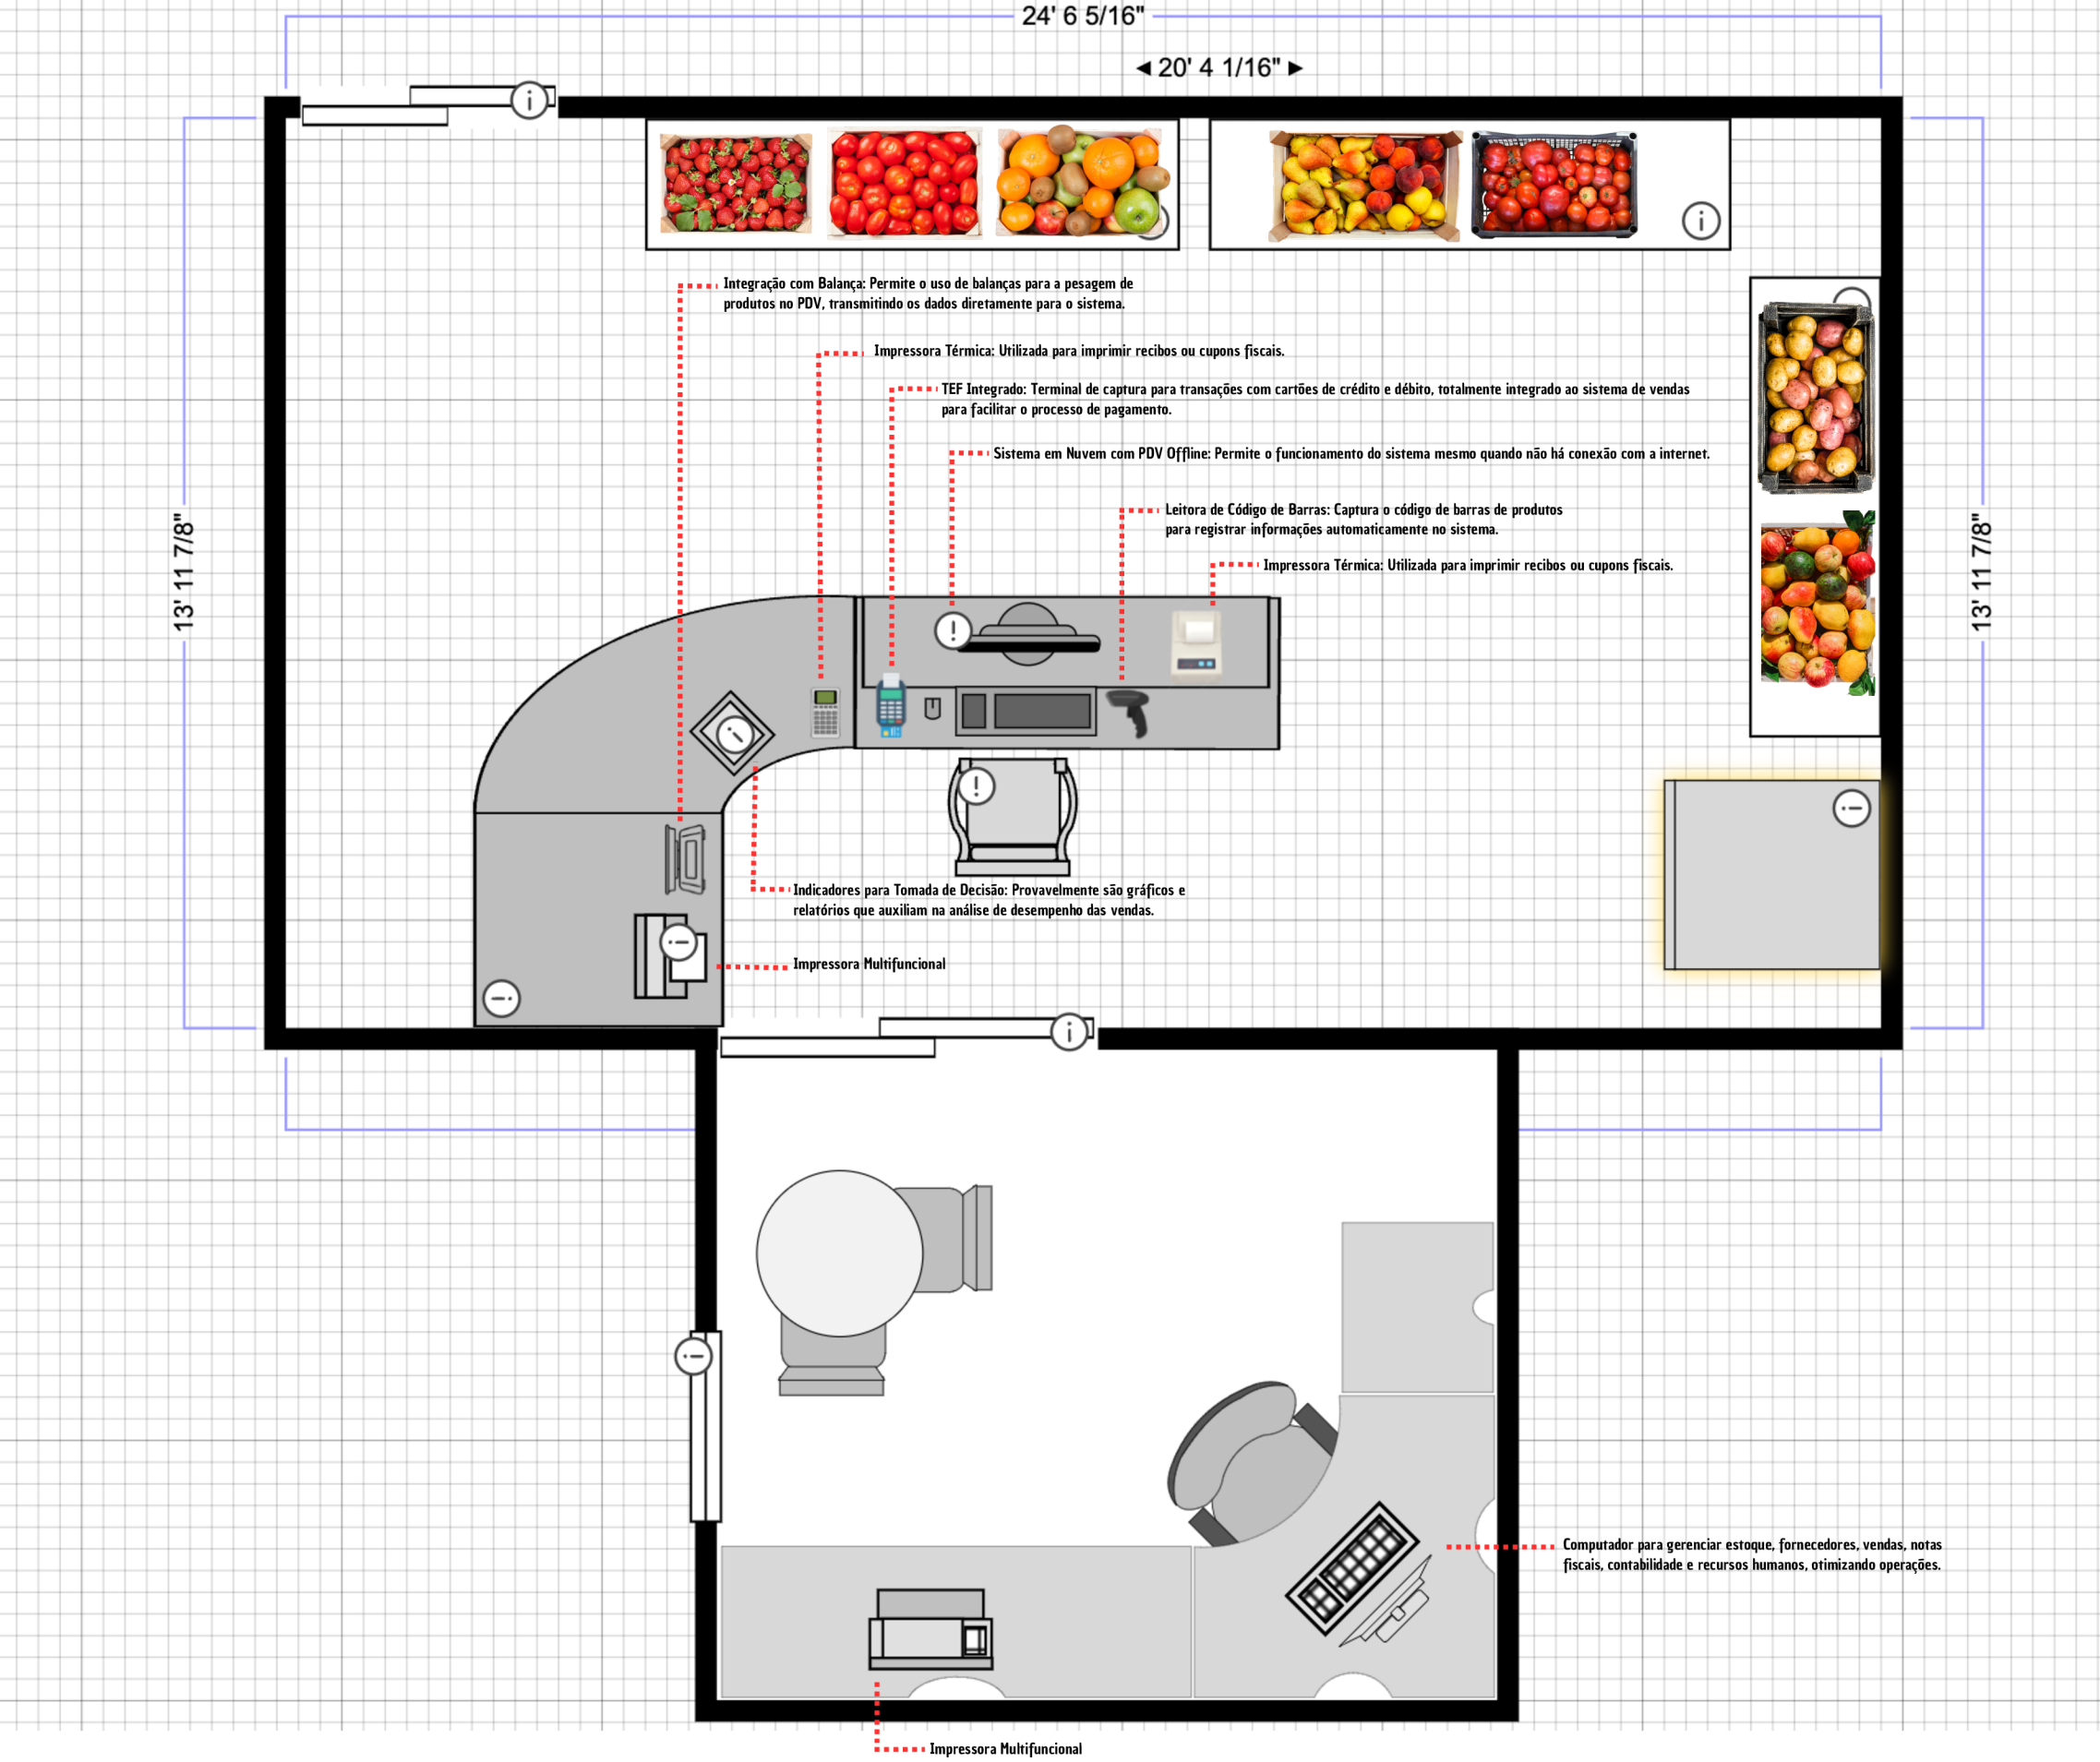 24' 6 5/16"
◄ 20' 4 1/16" ►
Integração com Balança: Permite o uso de balanças para a pesagem de
produtos no PDV, transmitindo os dados diretamente para o sistema.
Impressora Térmica: Utilizada para imprimir recibos ou cupons fiscais.
TEF Integrado: Terminal de captura para transações com cartões de crédito e débito, totalmente integrado ao sistema de vendas
para facilitar o processo de pagamento.
Sistema em Nuvem com PDV Offline: Permite o funcionamento do sistema mesmo quando não há conexão com a internet.
Leitora de Código de Barras: Captura o código de barras de produtos
para registrar informações automaticamente no sistema.
Impressora Térmica: Utilizada para imprimir recibos ou cupons fiscais.
13' 11 7/8"
13' 11 7/8"
Indicadores para Tomada de Decisão: Provavelmente são gráficos e
relatórios que auxiliam na análise de desempenho das vendas.
Impressora Multifuncional
Computador para gerenciar estoque, fornecedores, vendas, notas
fiscais, contabilidade e recursos humanos, otimizando operações.
Impressora Multifuncional